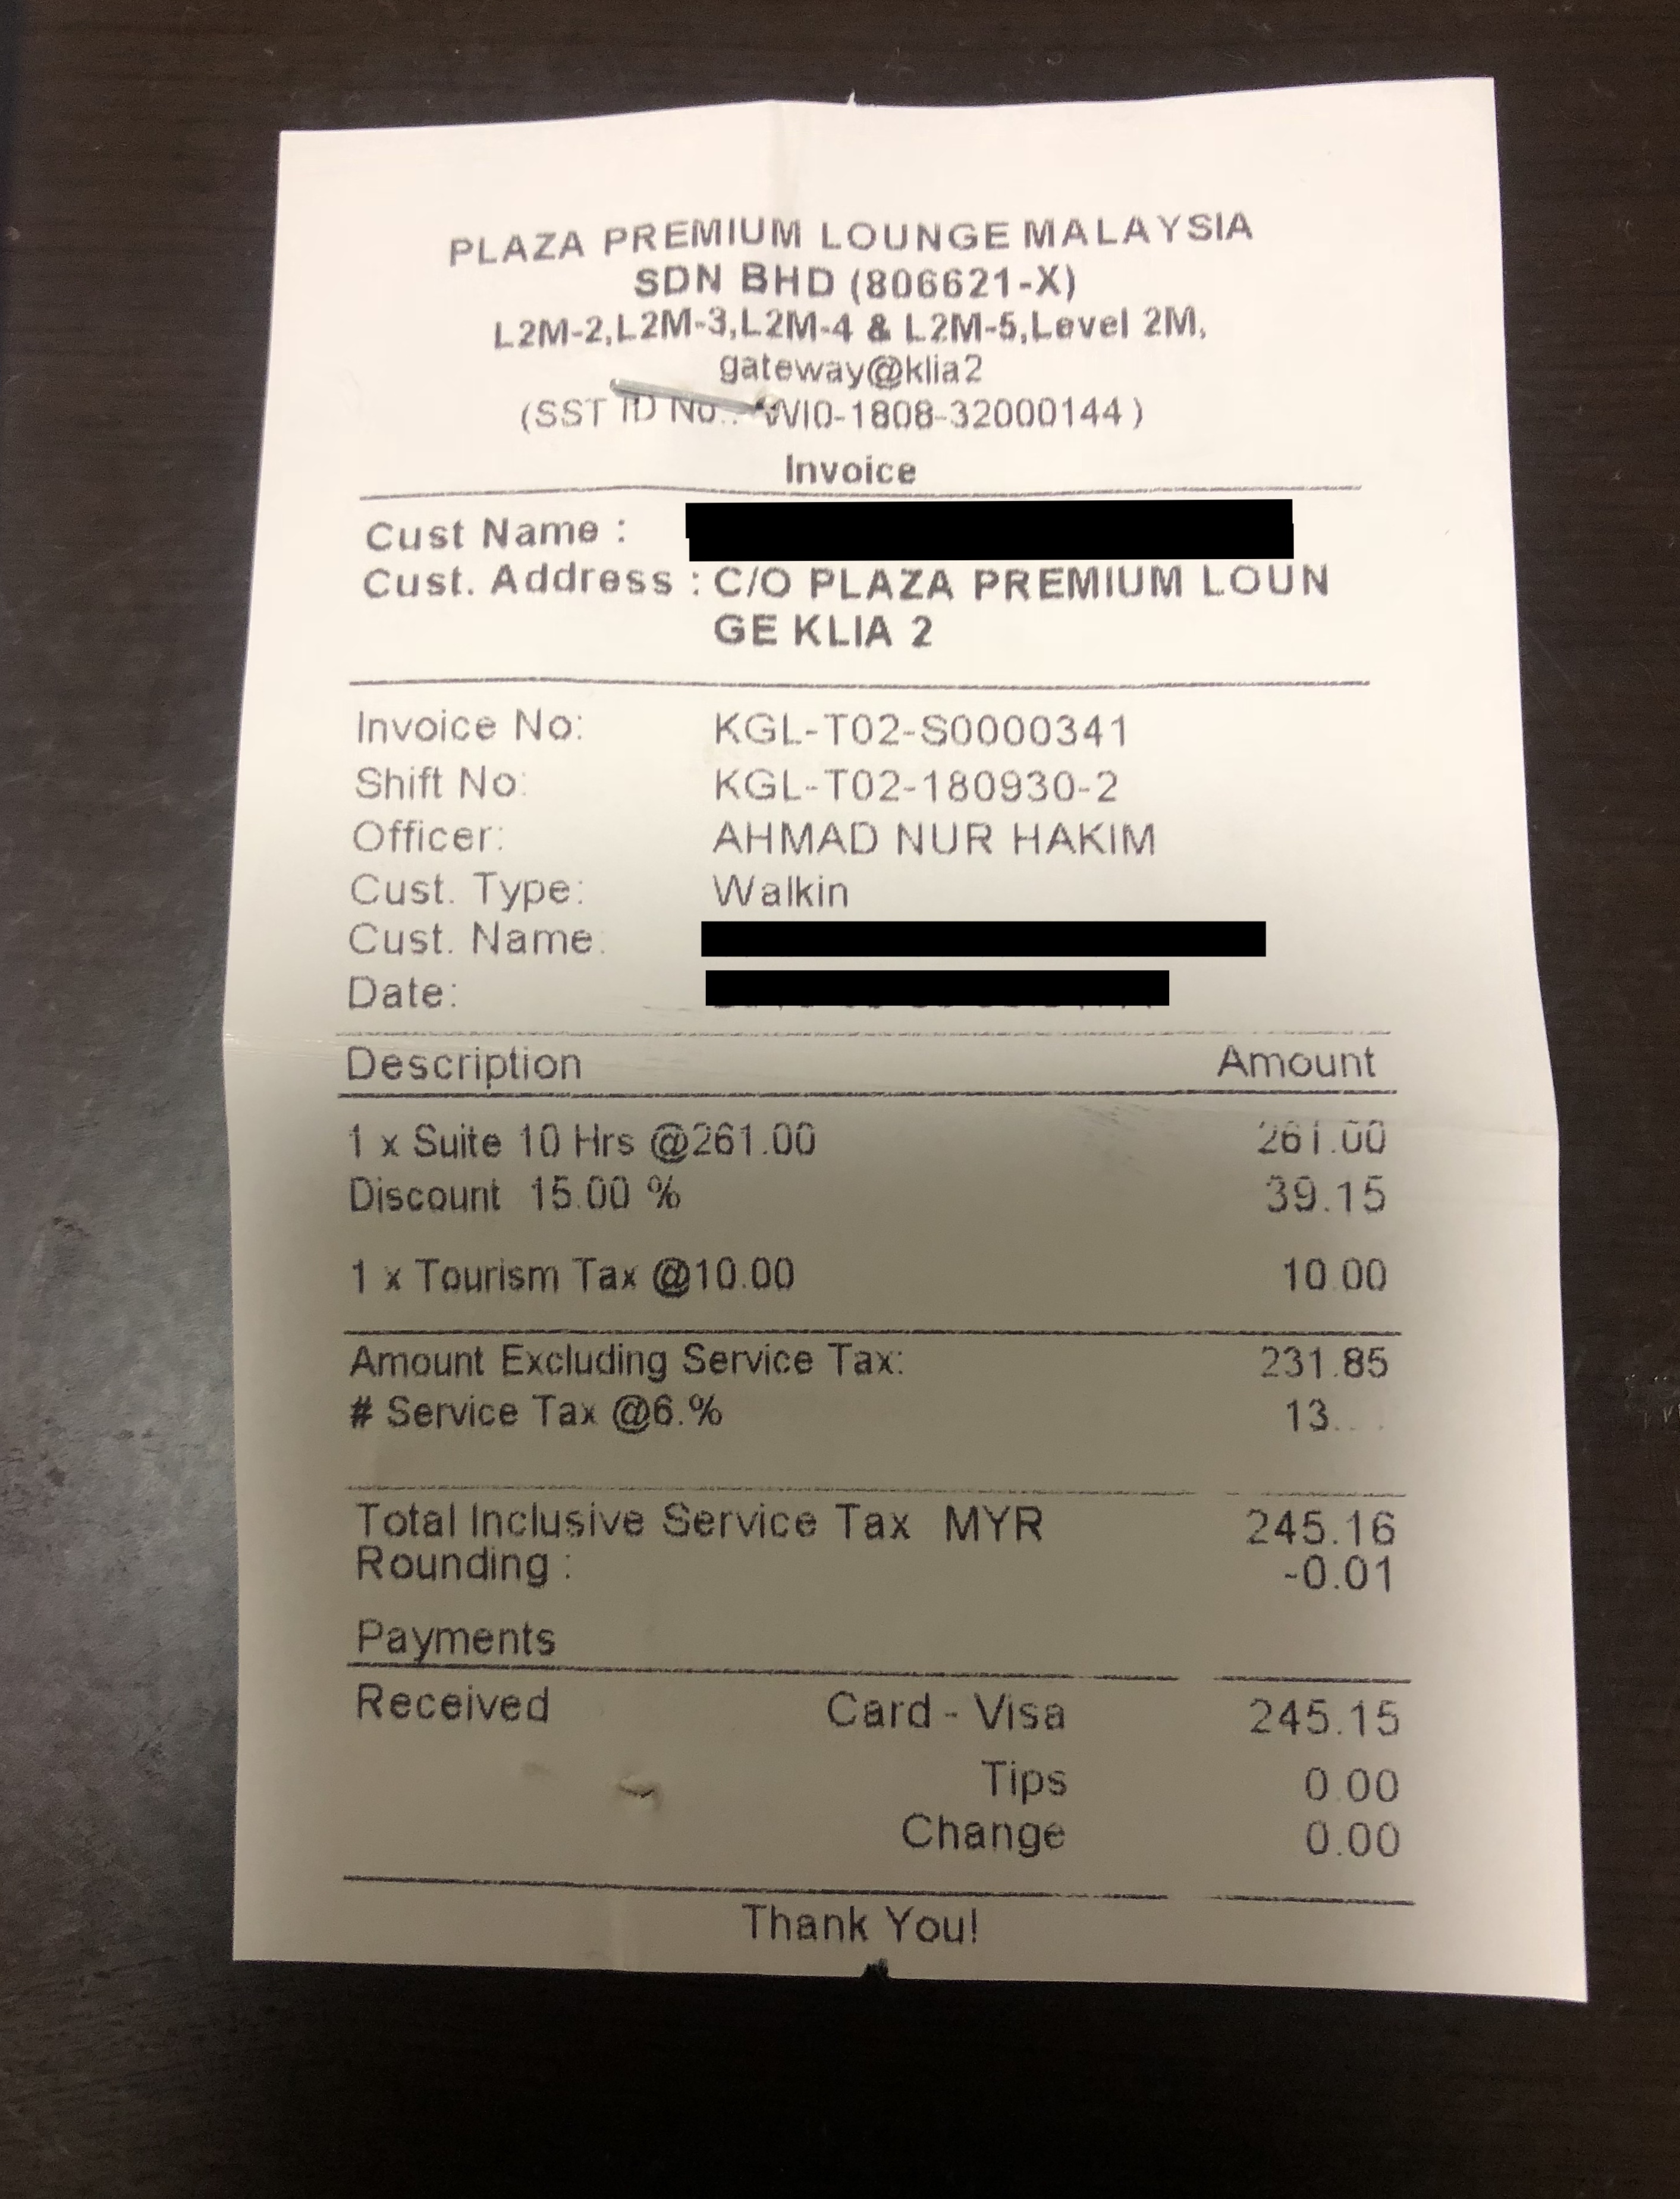 PLAZA PREMIUM LOUNGE MALAYSIA
SDN BHD (806621-X)
L2M-2,L2M-3,L2M-4 & L2M-5,Level 2M,
gateway@klia2
(SST ID No.: WI0-1808-32000144)
Invoice
Cust Name :
Cust. Address : C/O PLAZA PREMIUM LOUN
GE KLIA 2
Invoice No: KGL-T02-S0000341
Shift No: KGL-T02-180930-2
Officer: AHMAD NUR HAKIM
Cust. Type: Walkin
Cust. Name:
Date:
Description Amount
1 x Suite 10 Hrs @261.00 261.00
Discount 15.00 % 39.15
1 x Tourism Tax @10.00 10.00
Amount Excluding Service Tax: 231.85
# Service Tax @6.% 13.
Total Inclusive Service Tax MYR 245.16
Rounding : -0.01
Payments
Received Card - Visa 245.15
Tips 0.00
Change 0.00
Thank You!